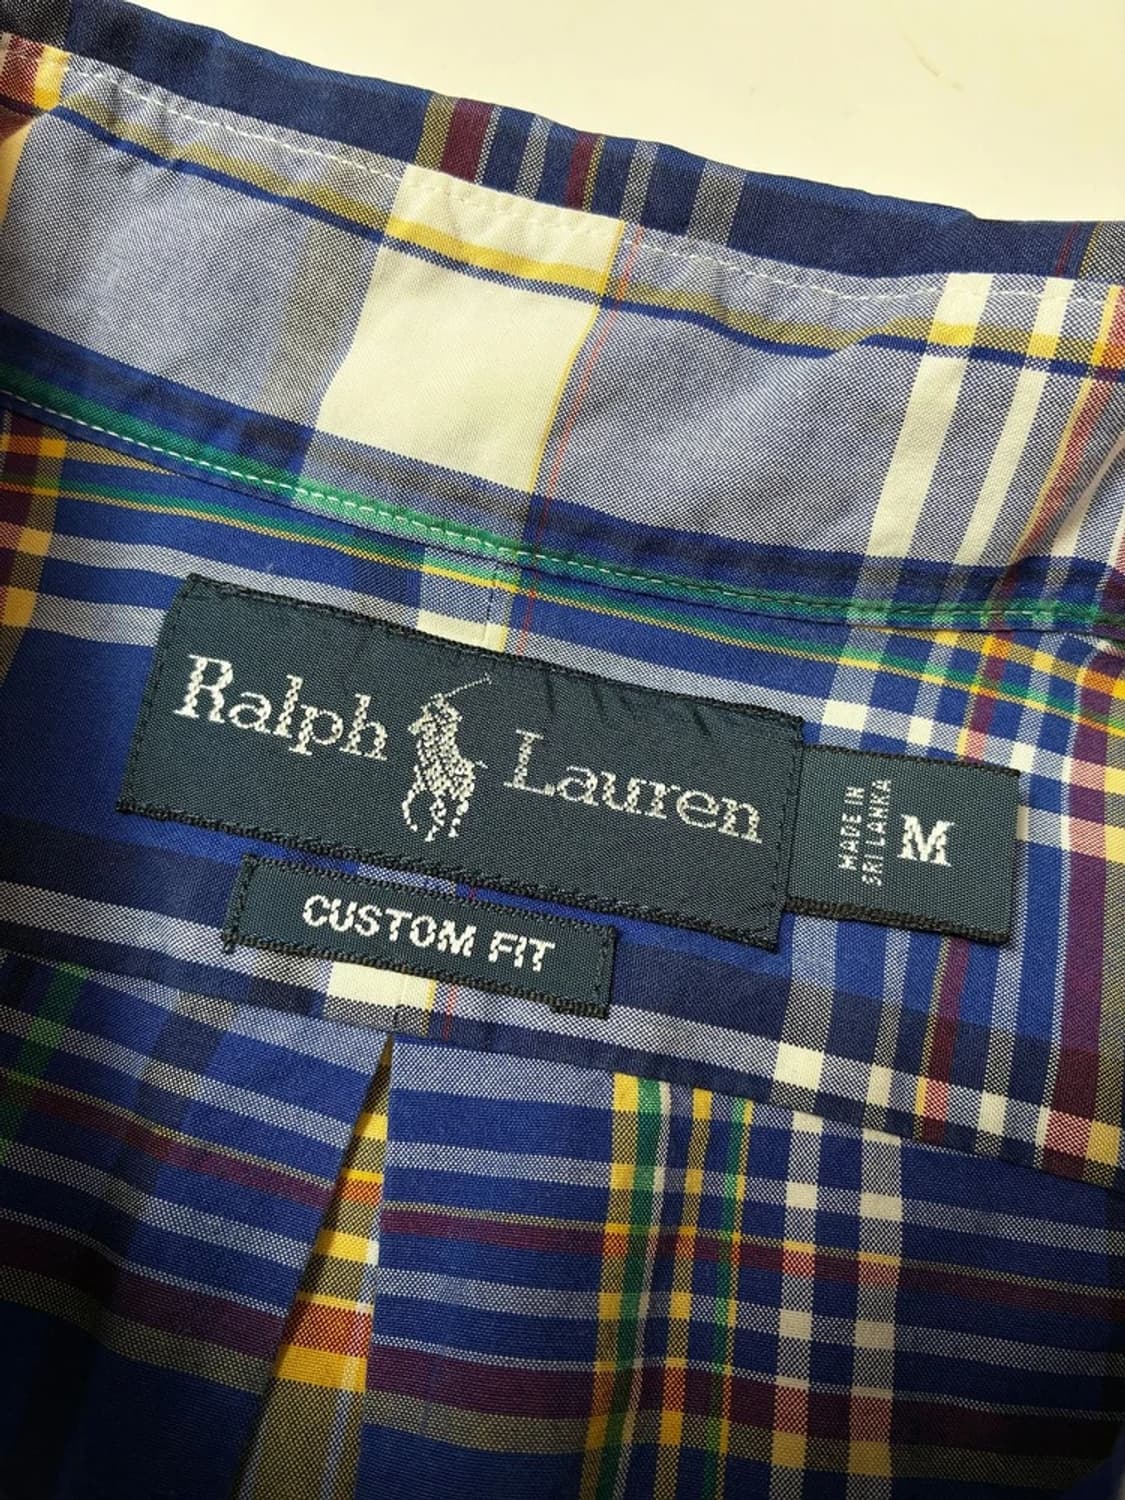 Ralph Lauren
MADE IN
SRI LANKA
M
CUSTOM FIT